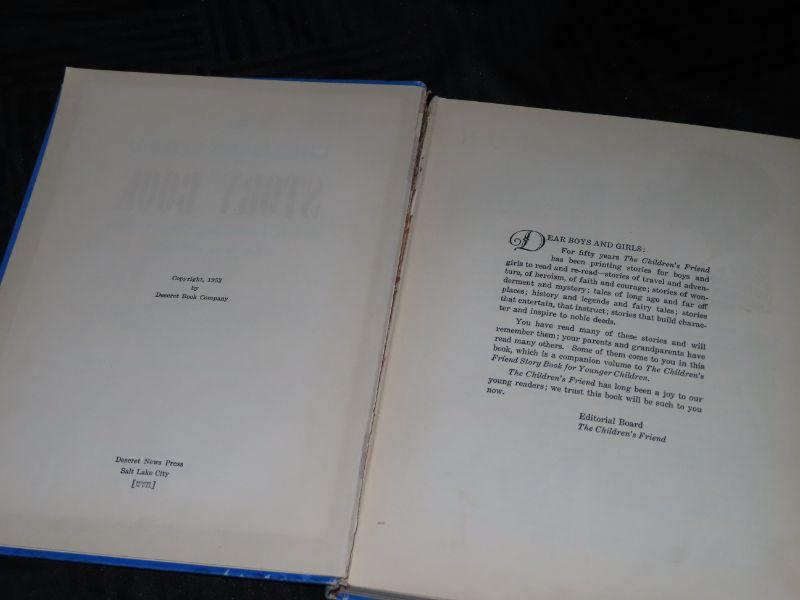 Copyright, 1953
by
Deseret Book Company
Deseret News Press
Salt Lake City
DEAR BOYS AND GIRLS:
For fifty years The Children's Friend
has been printing stories for boys and
girls to read and re-read—stories of travel and adven-
ture, of heroism, of faith and courage; stories of won-
derment and mystery; tales of long ago and far off
places; history and legends and fairy tales; stories
that entertain, that instruct; stories that build charac-
ter and inspire to noble deeds.
You have read many of these stories and will
remember them; your parents and grandparents have
read many others. Some of them come to you in this
book, which is a companion volume to The Children's
Friend Story Book for Younger Children.
The Children's Friend has long been a joy to our
young readers; we trust this book will be such to you
now.
Editorial Board
The Children's Friend